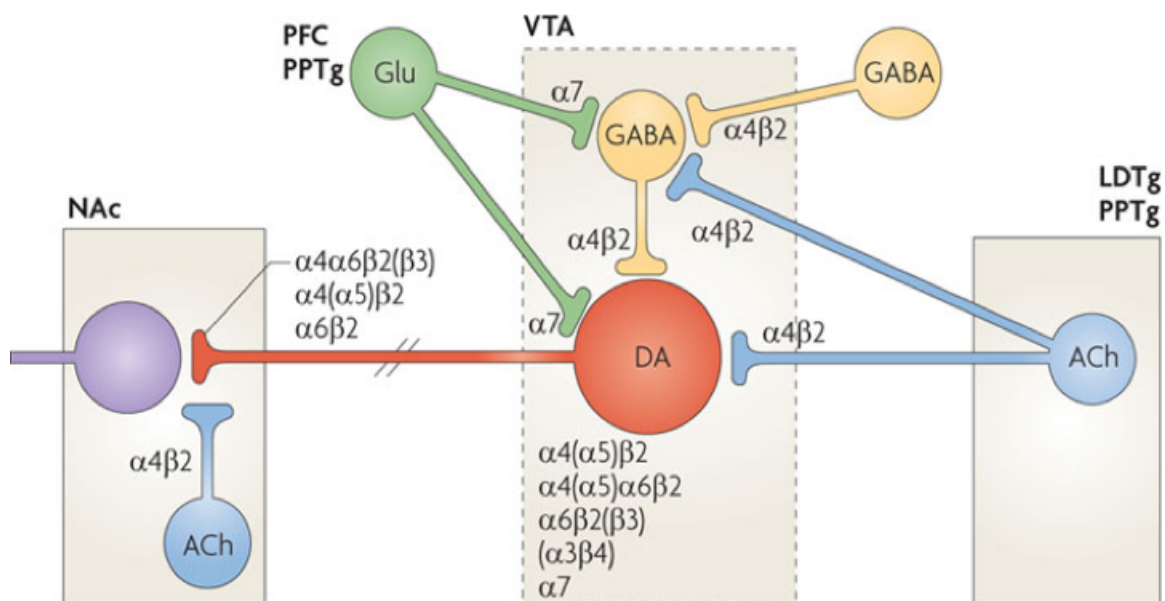 PFC
PPTg
Glu
VTA
GABA
GABA
α7
α4β2
LDTg
PPTg
NAc
α4β2
α4β2
α4α6β2(β3)
α4(α5)β2
α6β2
α7
α4β2
DA
ACh
α4β2
ACh
α4(α5)β2
α4(α5)α6β2
α6β2(β3)
(α3β4)
α7